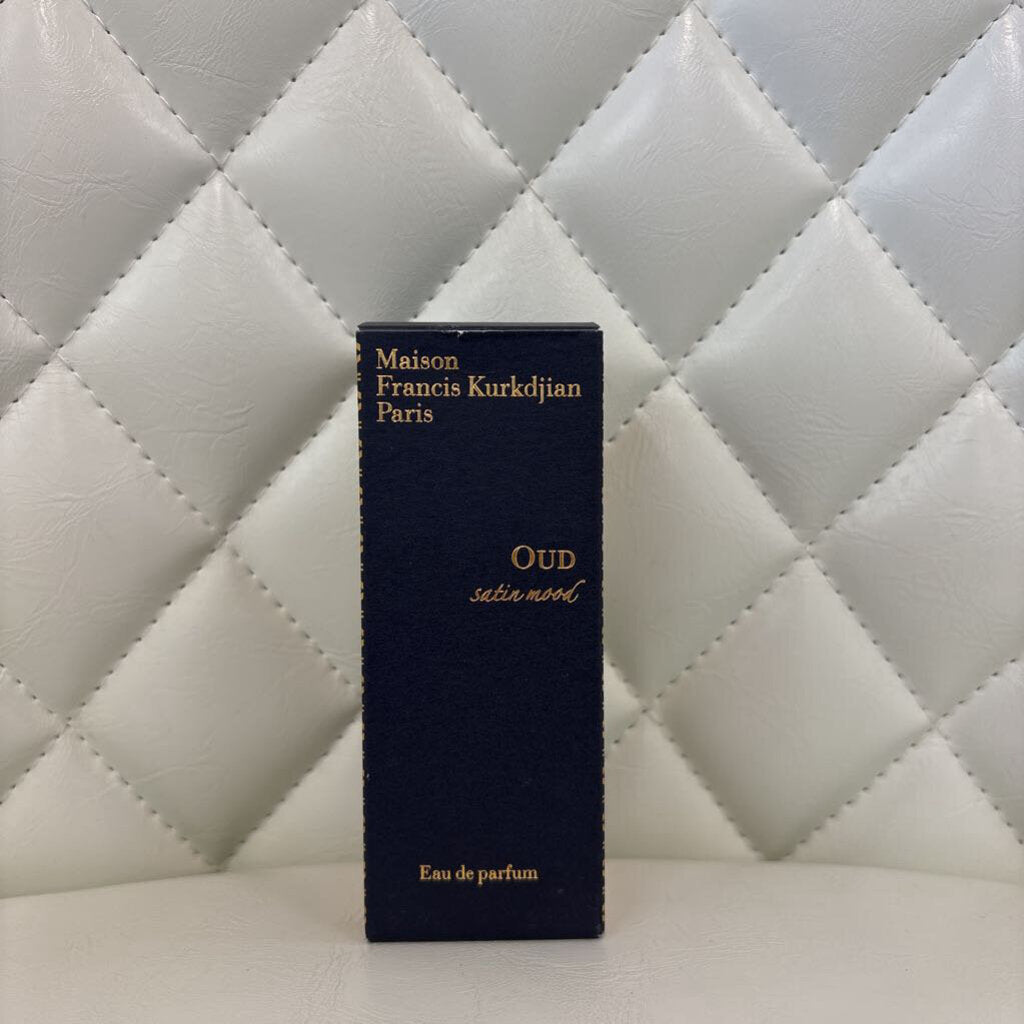 Maison
Francis Kurkdjian
Paris
OUD
satin mood
Eau de parfum